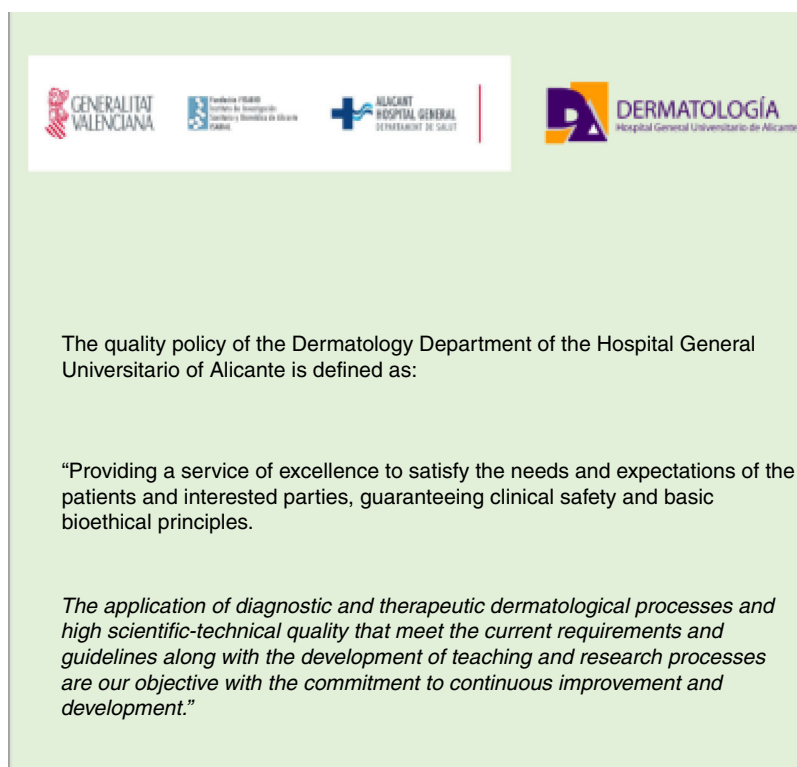 GENERALITAT
VALENCIANA
ALACANT
HOSPITAL GENERAL
DEPARTAMENT DE SALUT
DERMATOLOGÍA
Hospital General Universitario de Alicante
The quality policy of the Dermatology Department of the Hospital General
Universitario of Alicante is defined as:
“Providing a service of excellence to satisfy the needs and expectations of the
patients and interested parties, guaranteeing clinical safety and basic
bioethical principles.
The application of diagnostic and therapeutic dermatological processes and
high scientific-technical quality that meet the current requirements and
guidelines along with the development of teaching and research processes
are our objective with the commitment to continuous improvement and
development.”